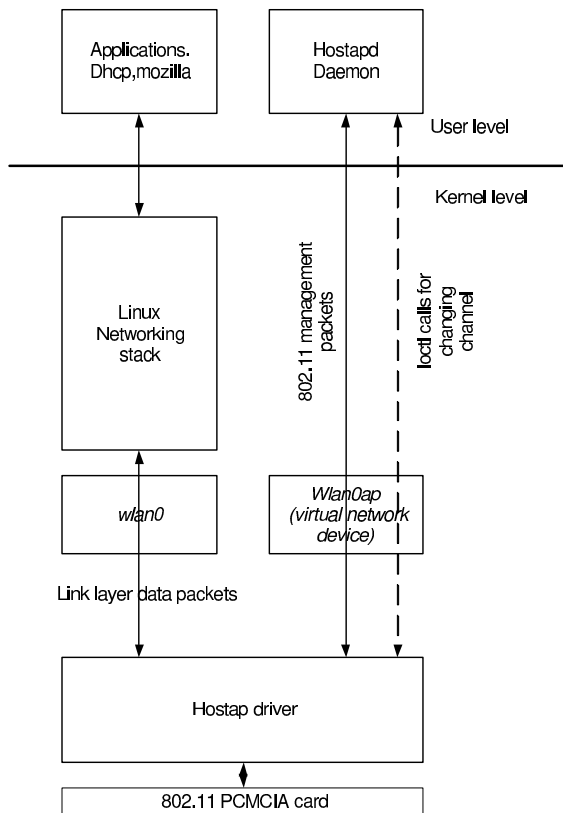 Applications.
Dhcp,mozilla
Hostapd
Daemon
User level
Kernel level
Linux
Networking
stack
802.11 management
packets
Ioctl calls for
changing
channel
wlan0
Wlan0ap
(virtual network
device)
Link layer data packets
Hostap driver
802.11 PCMCIA card